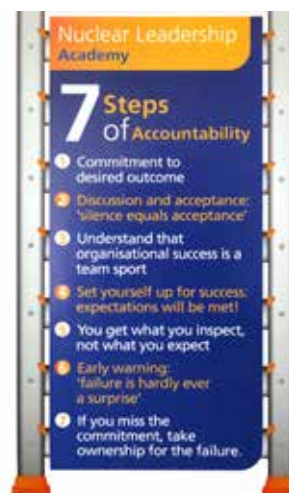 Nuclear Leadership
Academy
7 Steps
of Accountability
1 Commitment to
desired outcome
2 Discussion and acceptance:
'silence equals acceptance'
3 Understand that
organisational success is a
team sport
4 Set yourself up for success:
expectations will be met!
5 You get what you inspect,
not what you expect
6 Early warning:
'failure is hardly ever
a surprise'
7 If you miss the
commitment, take
ownership for the failure.